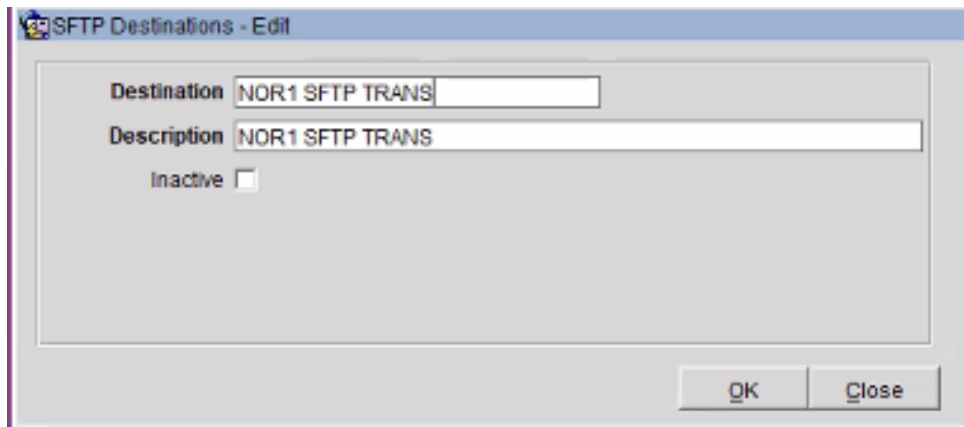 SFTP Destinations - Edit
Destination NOR1 SFTP TRANS
Description NOR1 SFTP TRANS
Inactive
OK Close